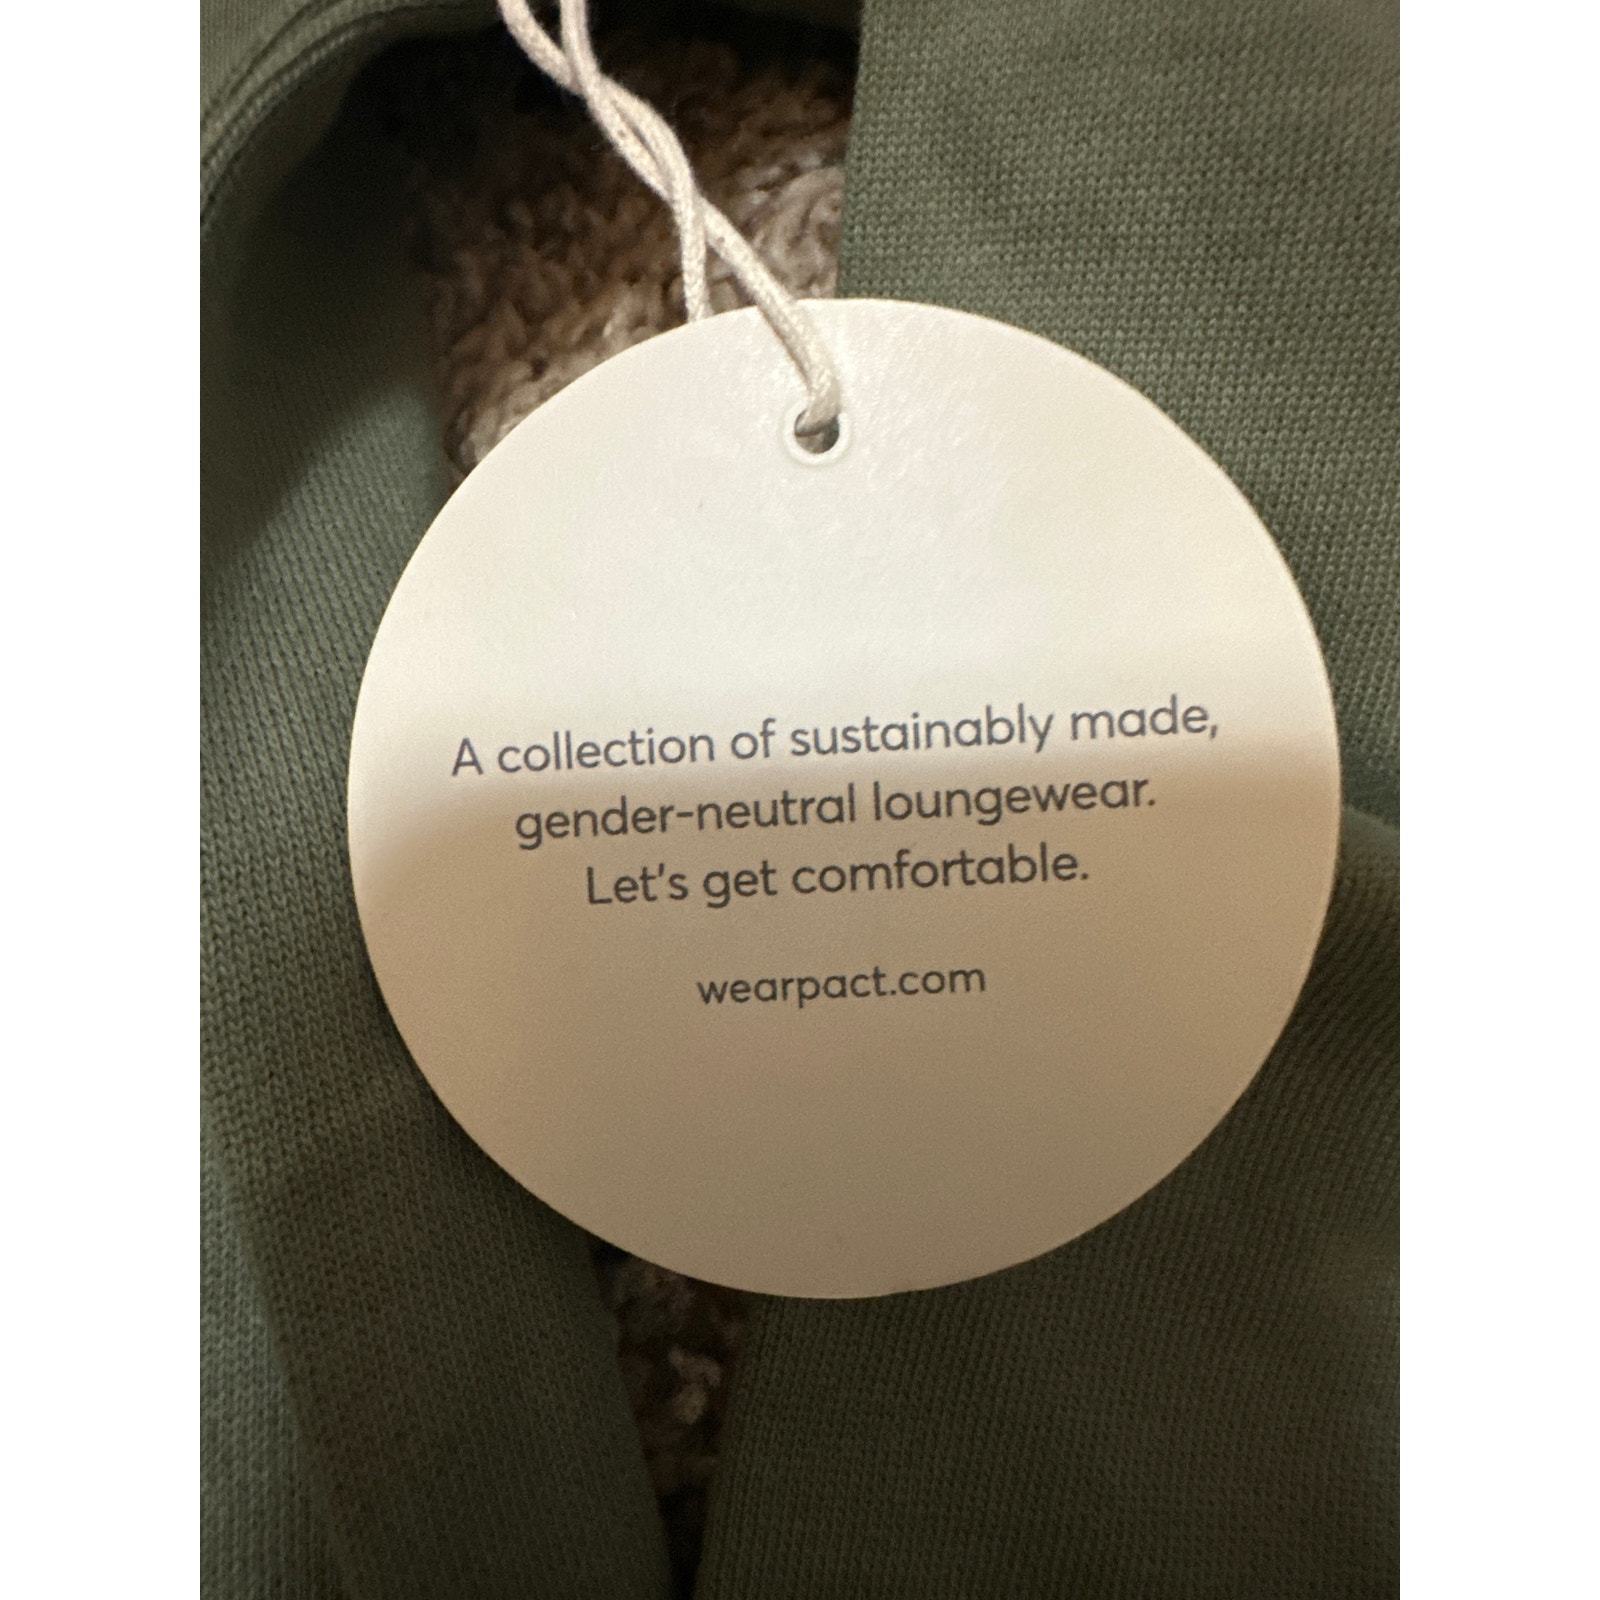 A collection of sustainably made,
gender-neutral loungewear.
Let's get comfortable.
wearpact.com